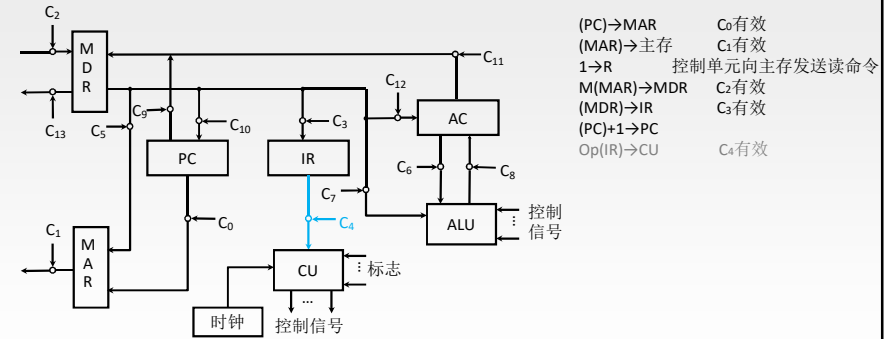 C₂
M
D
R
C₁₃
C₅
C₉
C₁₀
C₃
C₁₂
C₁₁
AC
PC
IR
C₆
C₈
C₇
C₀
C₄
ALU
⋮
控制
信号
C₁
M
A
R
CU
⋮
标志
...
时钟
控制信号
(PC)→MAR C₀有效
(MAR)→主存 C₁有效
1→R 控制单元向主存发送读命令
M(MAR)→MDR C₂有效
(MDR)→IR C₃有效
(PC)+1→PC
Op(IR)→CU C₄有效